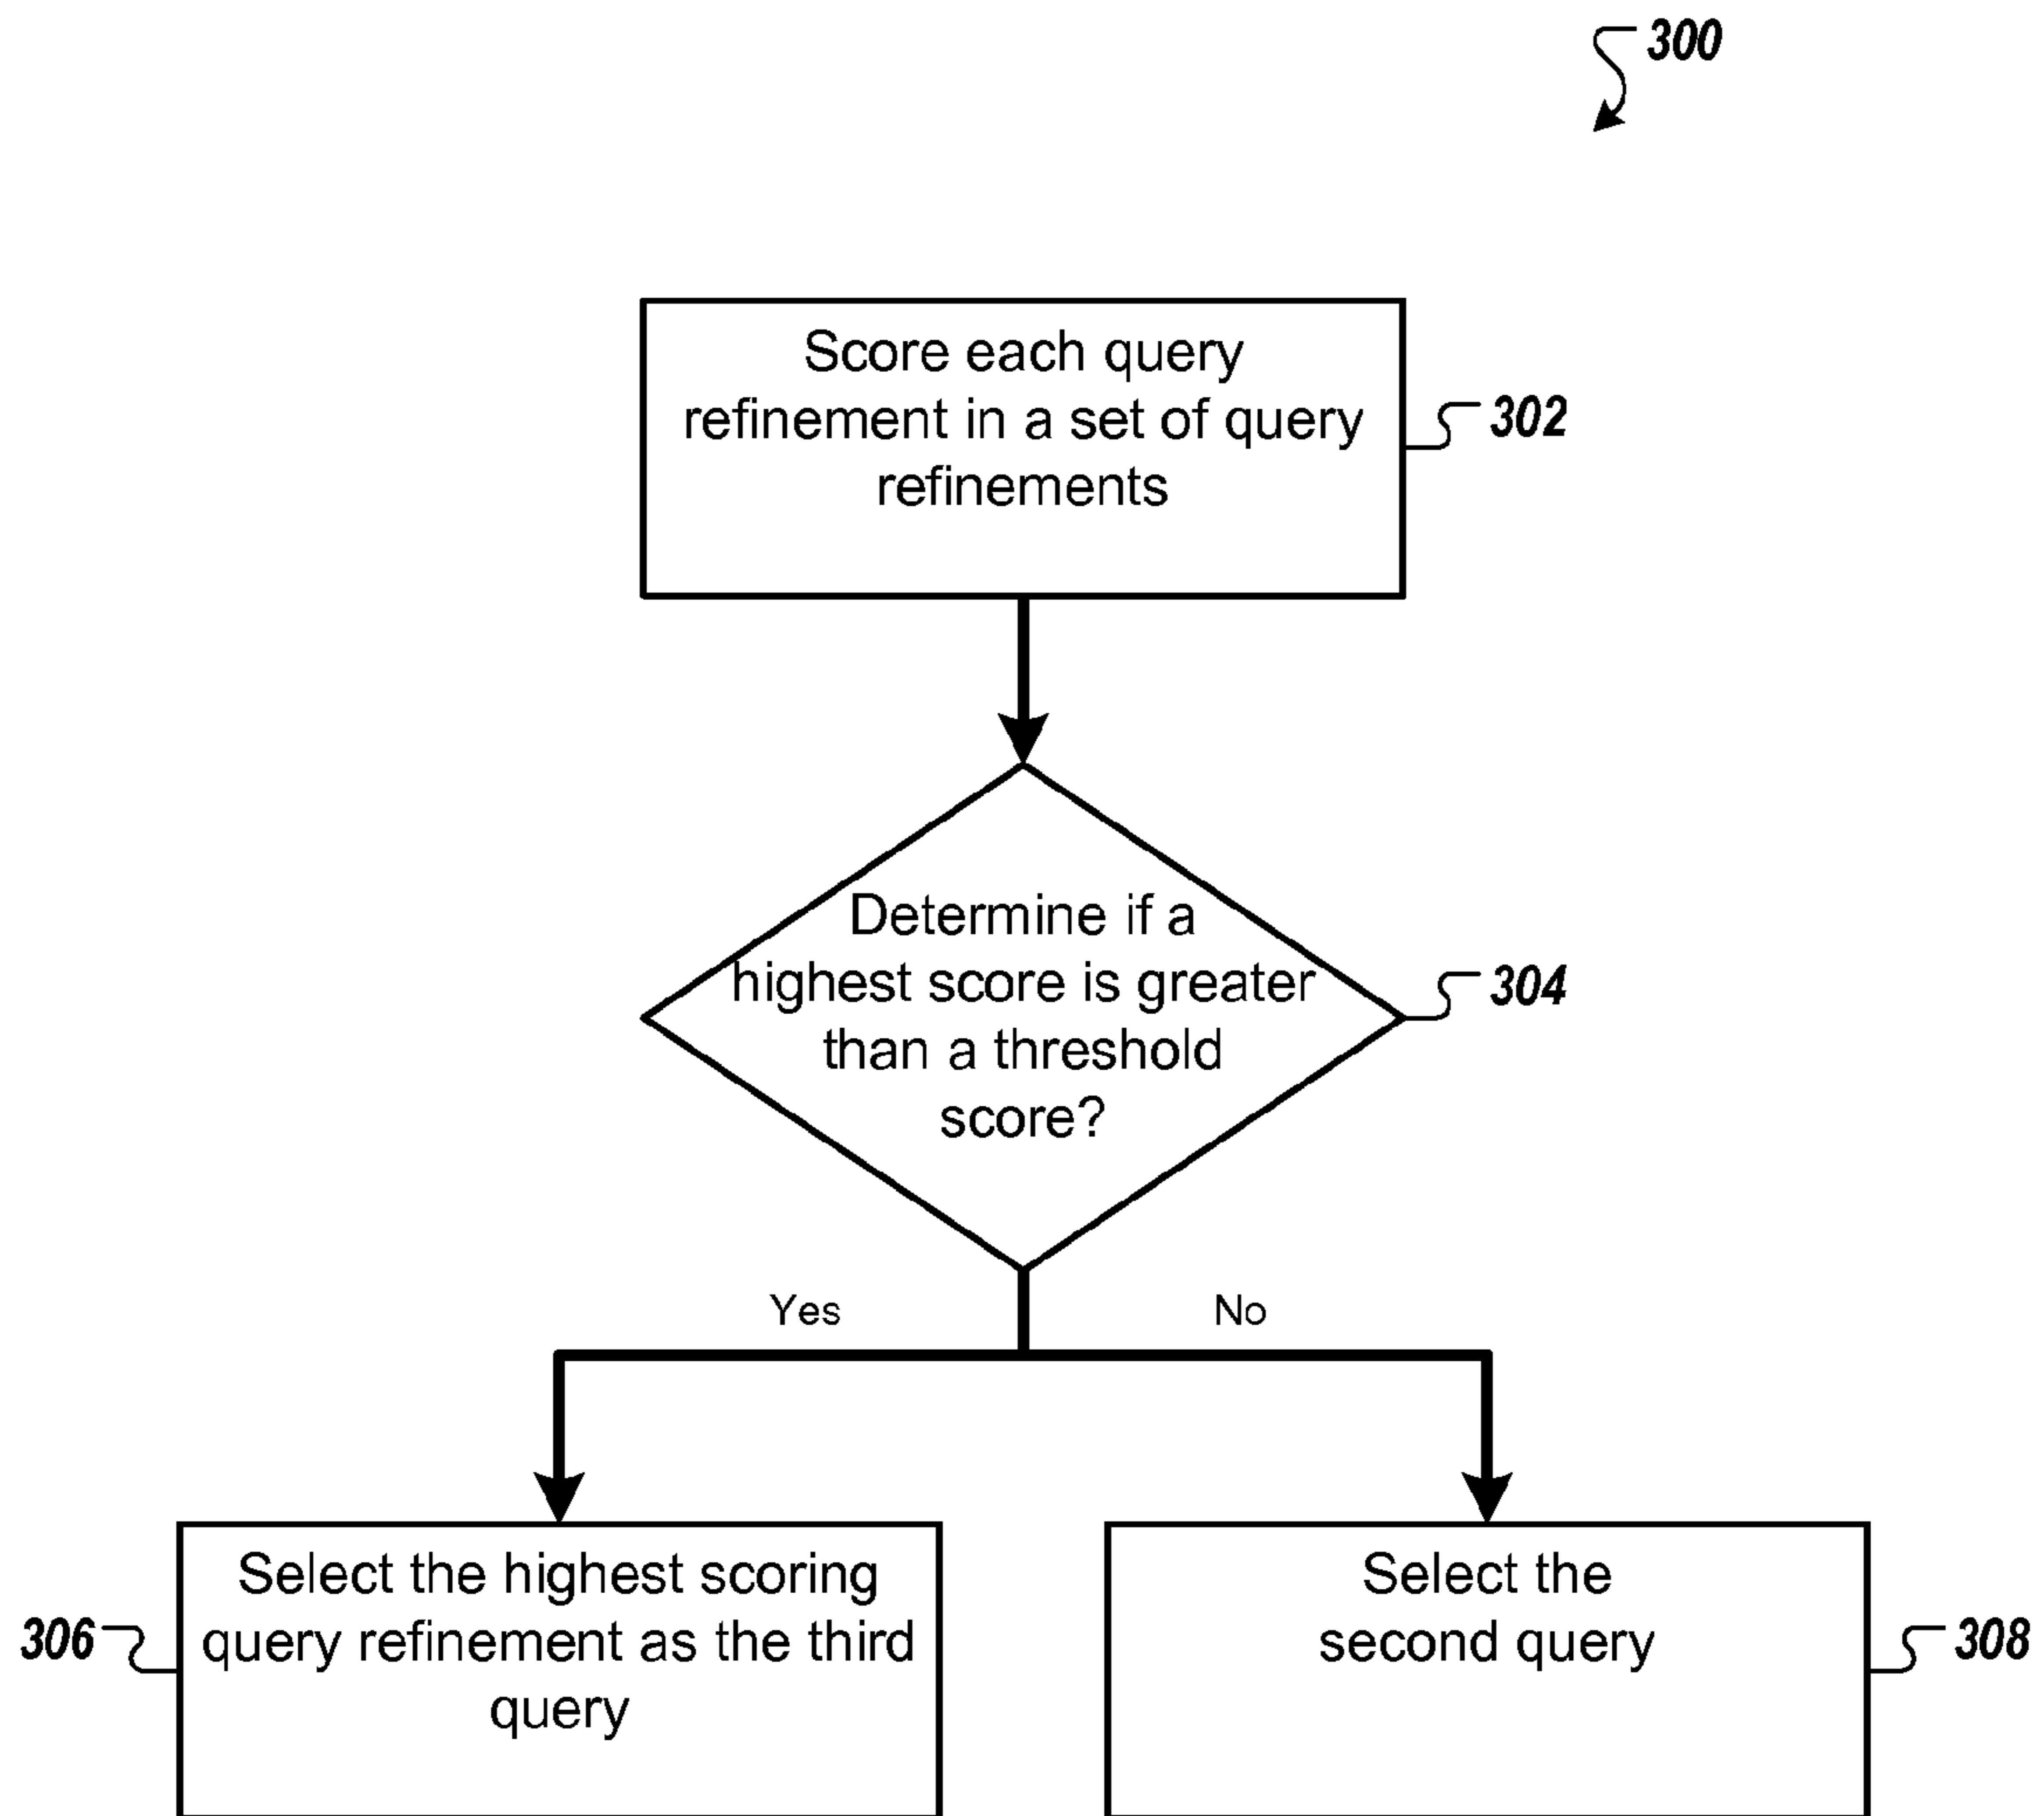 300
Score each query
refinement in a set of query
refinements
302
Determine if a
highest score is greater
than a threshold
score?
304
Yes
No
Select the highest scoring
query refinement as the third
query
306
Select the
second query
308